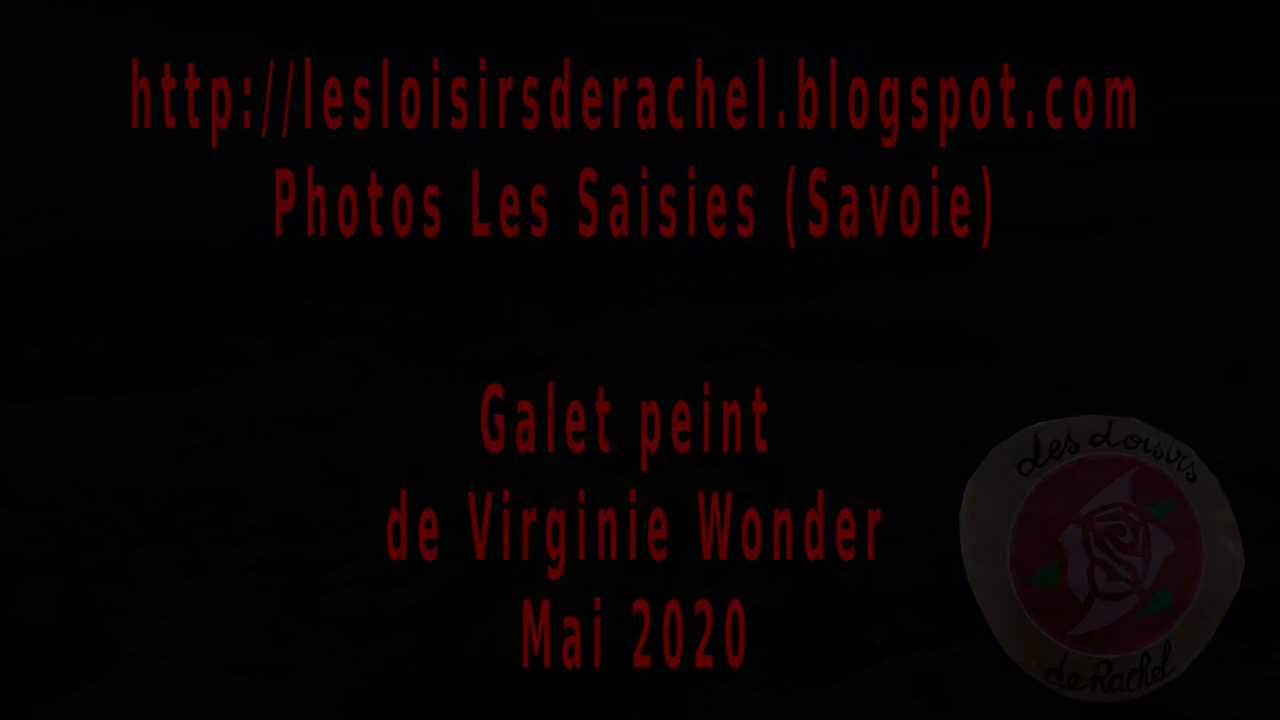 http://lesloisirsderachel.blogspot.com
Photos Les Saisies (Savoie)
Galet peint
de Virginie Wonder
Mai 2020
Les Loisirs
de Rachel